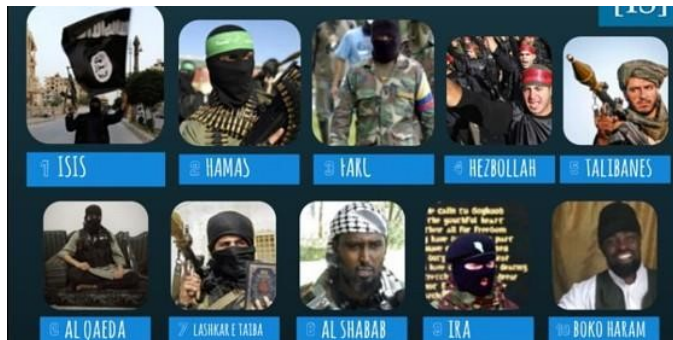 [18]
1 ISIS
2 HAMAS
3 FARC
4 HEZBOLLAH
5 TALIBANES
6 AL QAEDA
7 LASHKAR E TAIBA
8 AL SHABAB
9 IRA
10 BOKO HARAM